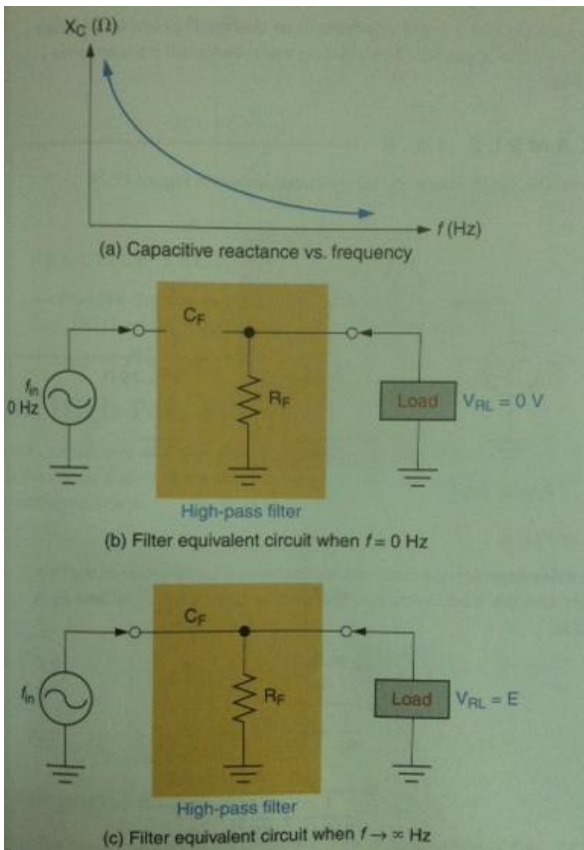 X_C (Ω)
f (Hz)
(a) Capacitive reactance vs. frequency
C_F
f_in
0 Hz
R_F
Load
V_RL = 0 V
High-pass filter
(b) Filter equivalent circuit when f = 0 Hz
C_F
f_in
R_F
Load
V_RL = E
High-pass filter
(c) Filter equivalent circuit when f → ∞ Hz